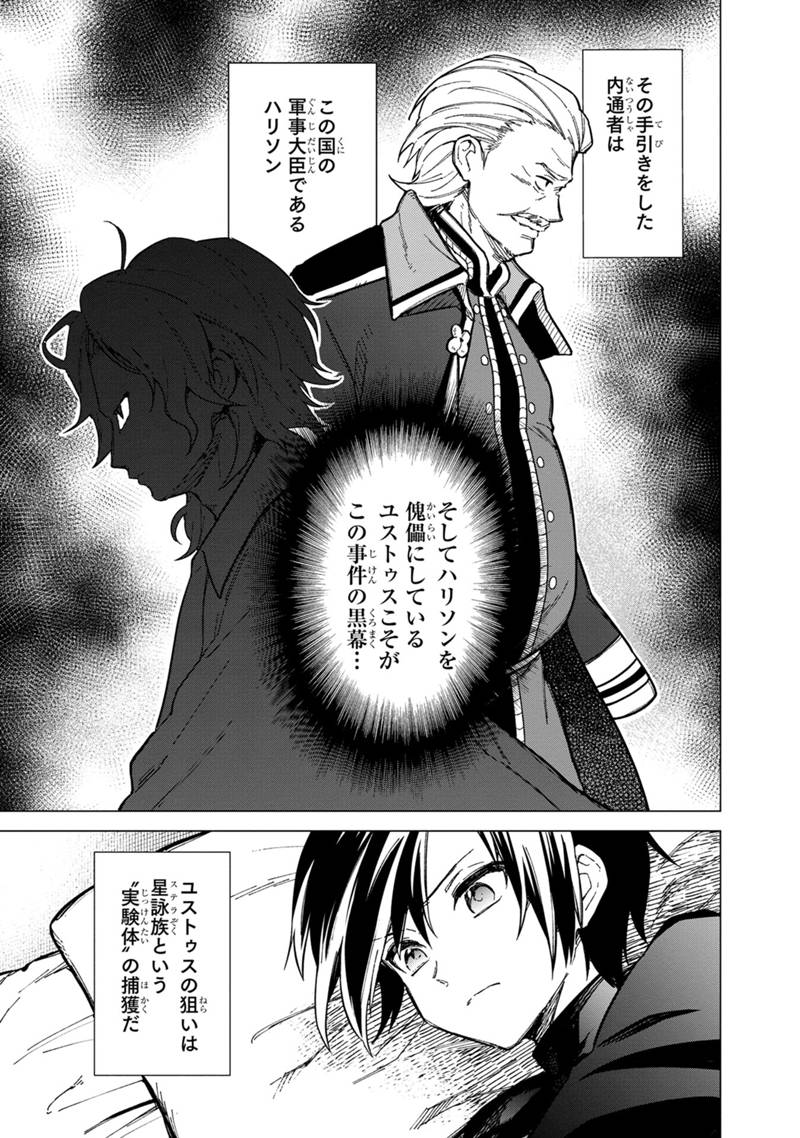 その手引きをした
内通者は
この国の
軍事大臣である
ハリソン
そしてハリソンを
傀儡にしている
ユストゥスこそが
この事件の黒幕…
ユストゥスの狙いは
星詠族という
〝実験体〟の捕獲だ